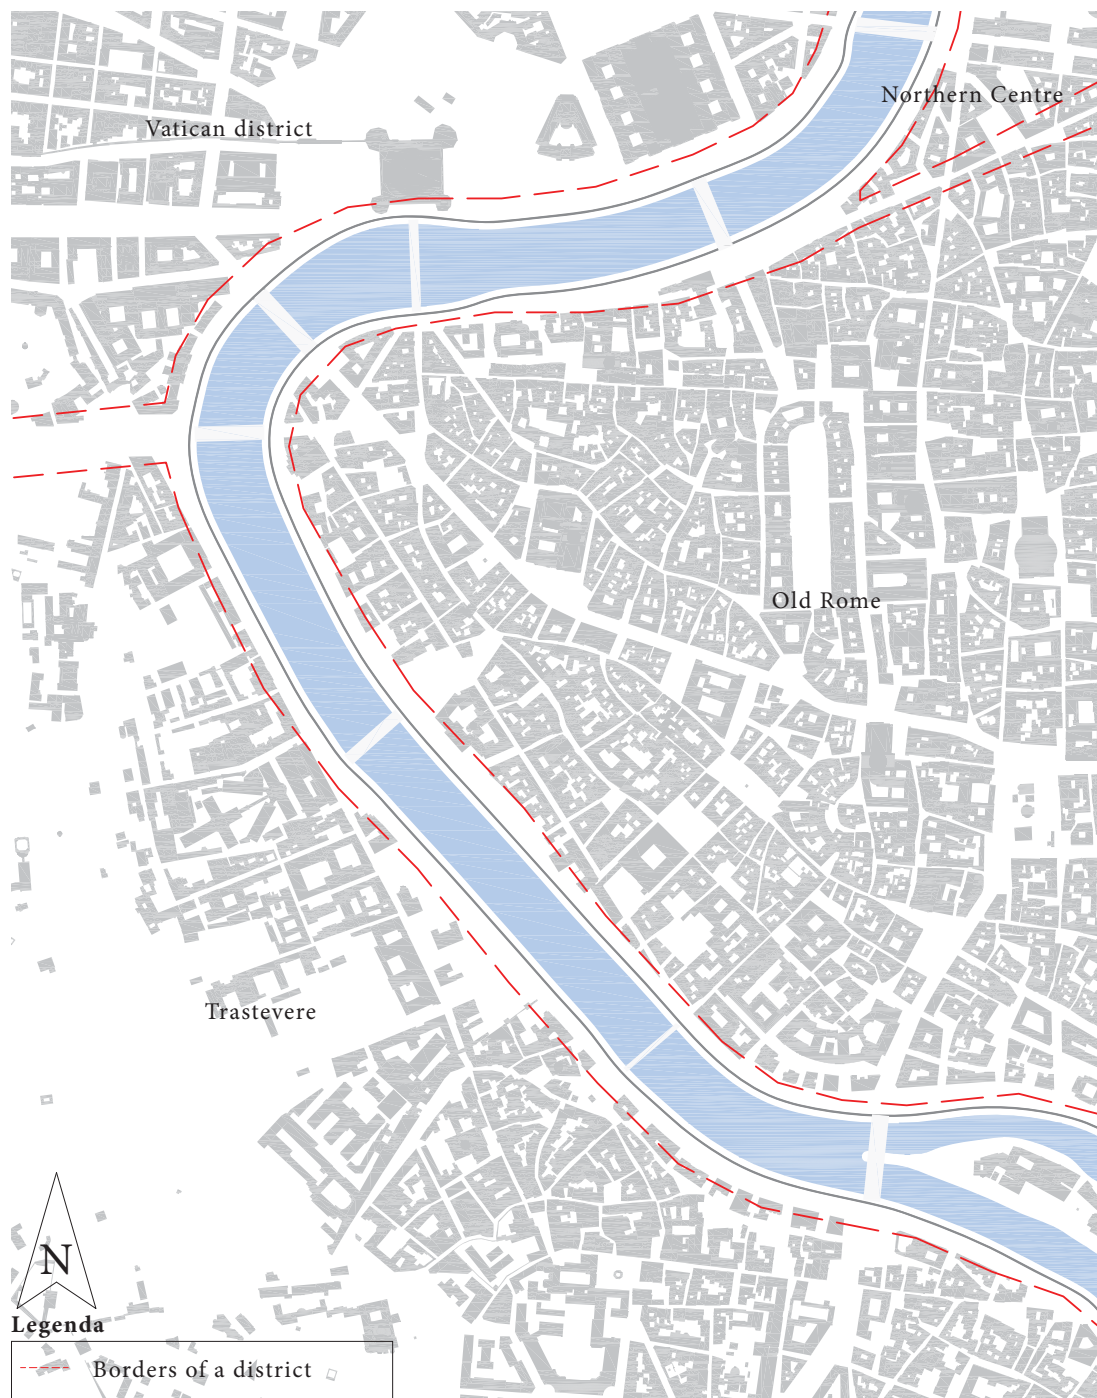 Northern Centre
Vatican district
Old Rome
Trastevere
N
Legenda
Borders of a district